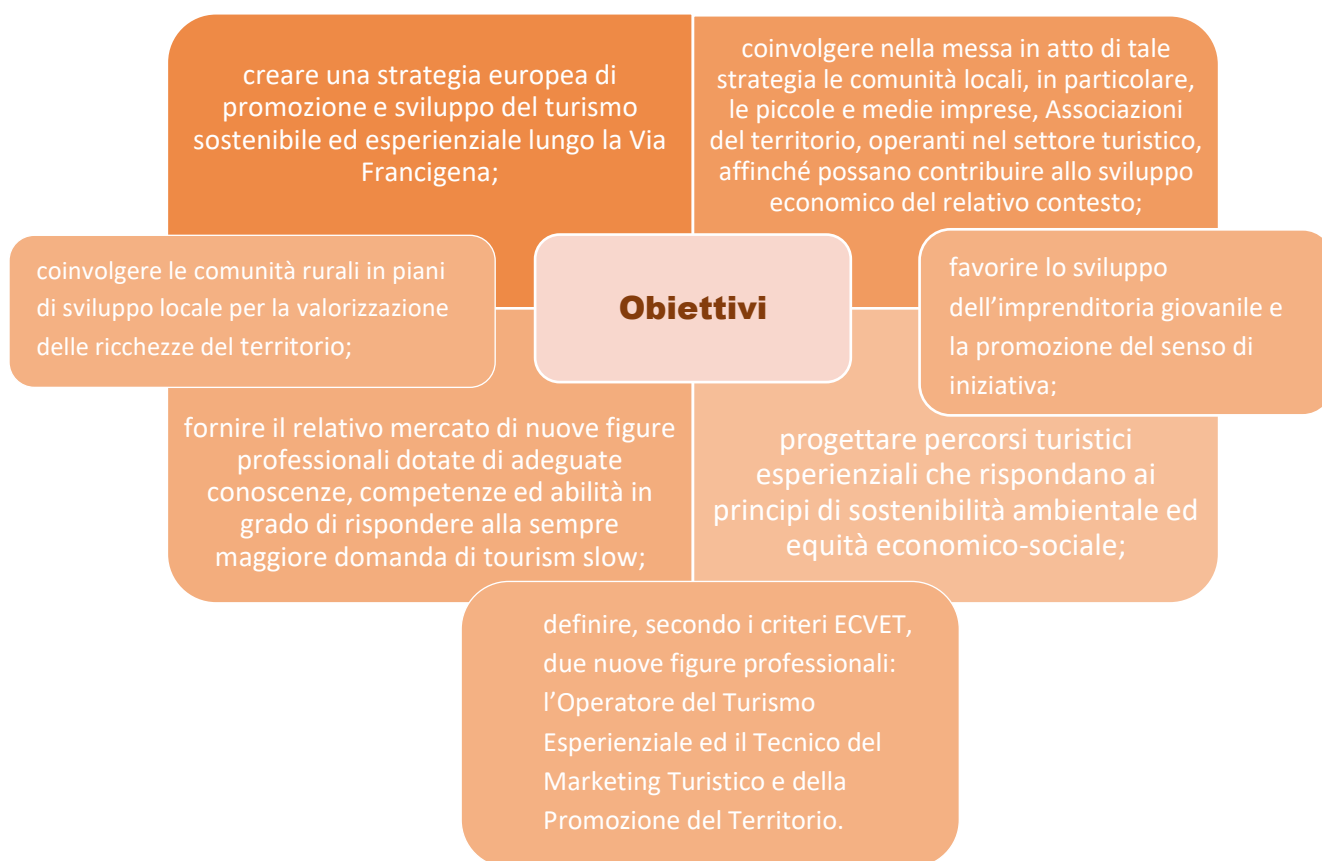 creare una strategia europea di
promozione e sviluppo del turismo
sostenibile ed esperienziale lungo la Via
Francigena;
coinvolgere nella messa in atto di tale
strategia le comunità locali, in particolare,
le piccole e medie imprese, Associazioni
del territorio, operanti nel settore turistico,
affinché possano contribuire allo sviluppo
economico del relativo contesto;
coinvolgere le comunità rurali in piani
di sviluppo locale per la valorizzazione
delle ricchezze del territorio;
Obiettivi
favorire lo sviluppo
dell’imprenditoria giovanile e
la promozione del senso di
iniziativa;
fornire il relativo mercato di nuove figure
professionali dotate di adeguate
conoscenze, competenze ed abilità in
grado di rispondere alla sempre
maggiore domanda di tourism slow;
progettare percorsi turistici
esperienziali che rispondano ai
principi di sostenibilità ambientale ed
equità economico-sociale;
definire, secondo i criteri ECVET,
due nuove figure professionali:
l’Operatore del Turismo
Esperienziale ed il Tecnico del
Marketing Turistico e della
Promozione del Territorio.